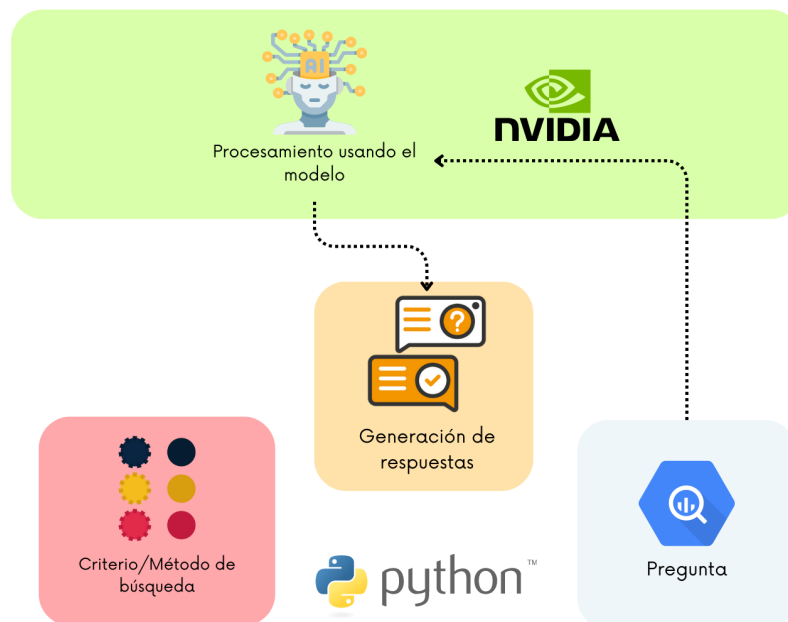 AI
NVIDIA
Procesamiento usando el
modelo
?
Generación de
respuestas
Criterio/Método de
búsqueda
python™
Pregunta